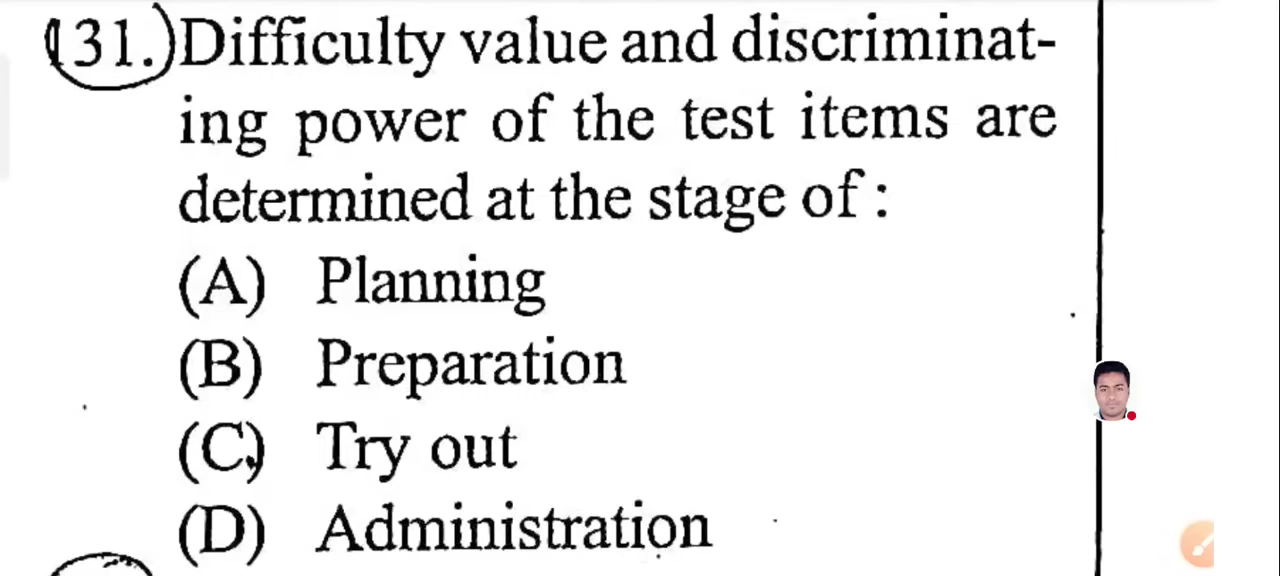 131. Difficulty value and discriminat-
ing power of the test items are
determined at the stage of :
(A) Planning
(B) Preparation
(C) Try out
(D) Administration